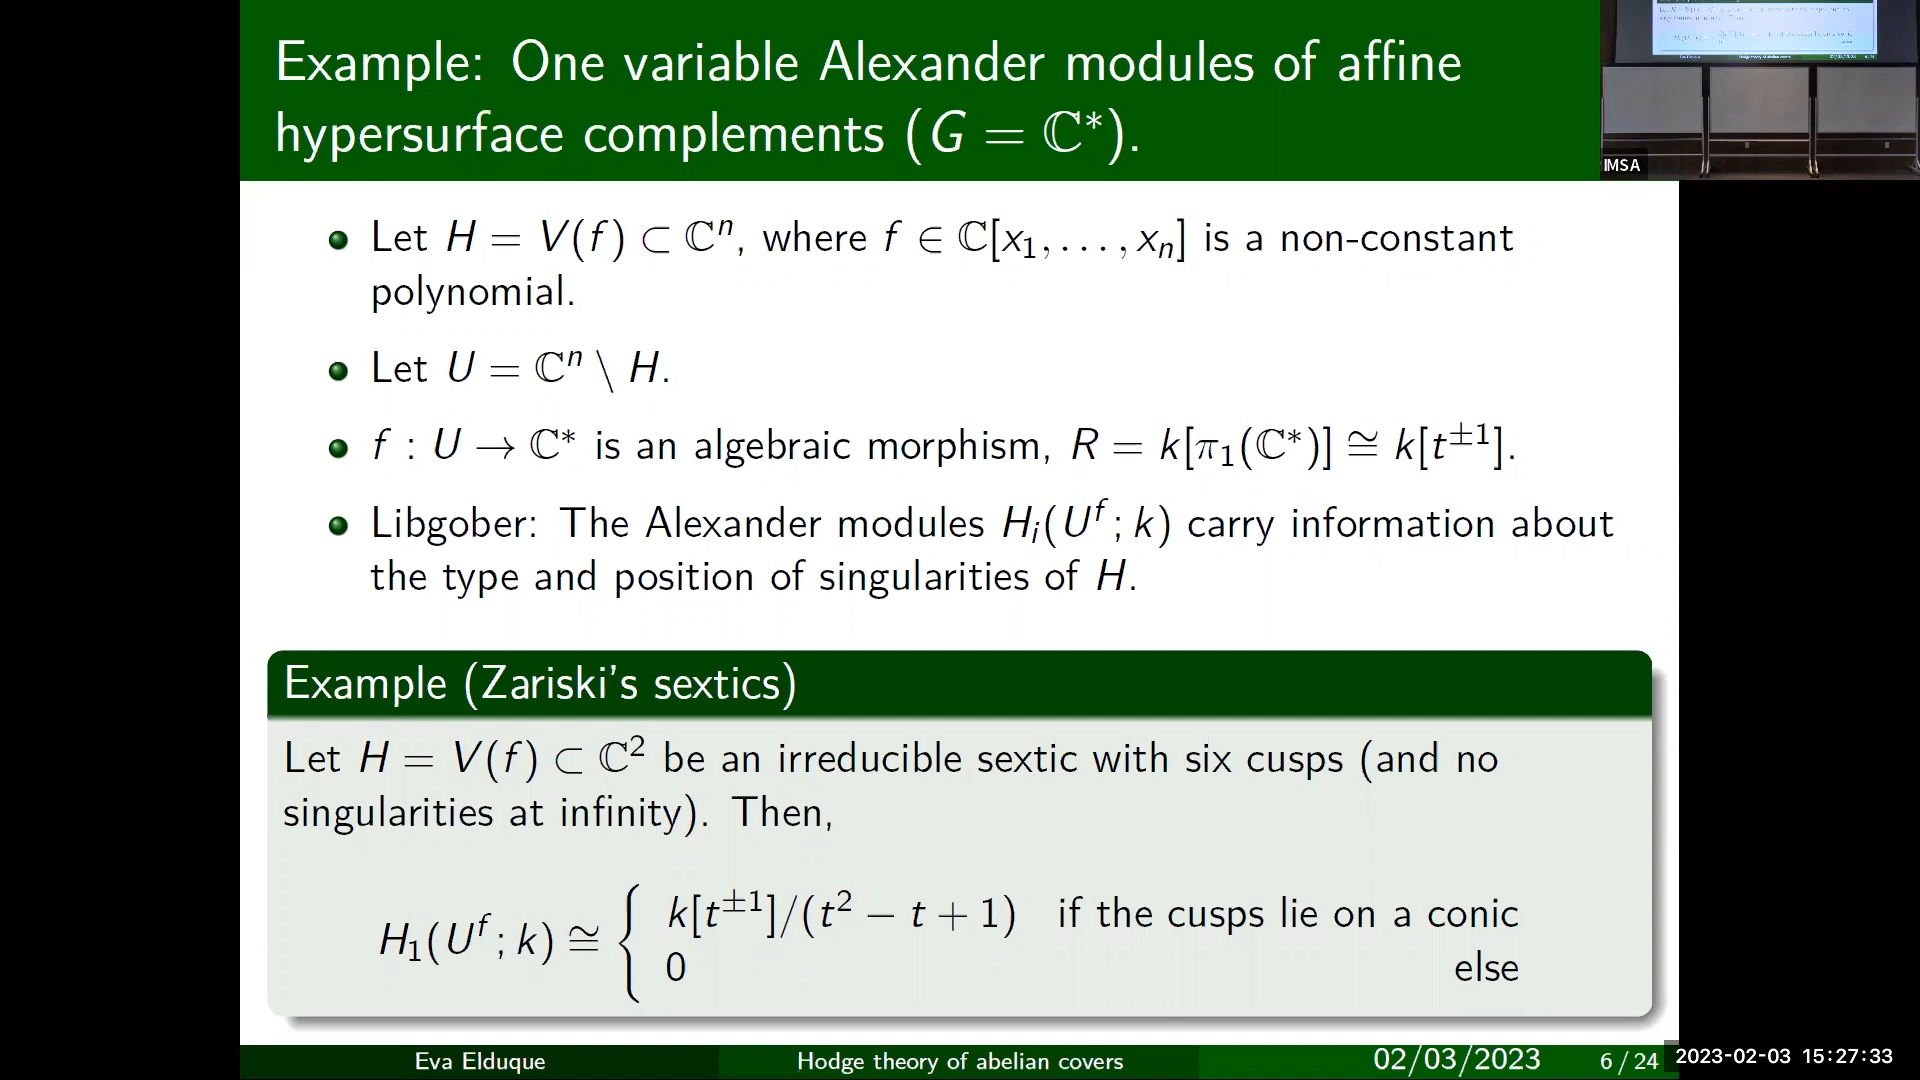 Example: One variable Alexander modules of affine
hypersurface complements (G = ℂ*).
IMSA
Let H = V(f) ⊂ ℂⁿ, where f ∈ ℂ[x₁, . . . , xₙ] is a non-constant
polynomial.
Let U = ℂⁿ \ H.
f : U → ℂ* is an algebraic morphism, R = k[π₁(ℂ*)] ≅ k[t^{±1}].
Libgober: The Alexander modules H_i(U^f; k) carry information about
the type and position of singularities of H.
Example (Zariski's sextics)
Let H = V(f) ⊂ ℂ² be an irreducible sextic with six cusps (and no
singularities at infinity). Then,
H₁(U^f; k) ≅ { k[t^{±1}]/(t² − t + 1) if the cusps lie on a conic
0 else
Eva Elduque Hodge theory of abelian covers 02/03/2023 6 / 24
2023-02-03 15:27:33